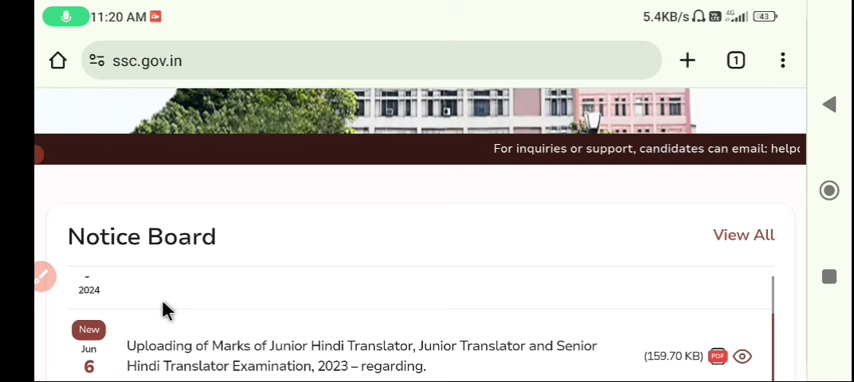 11:20 AM
5.4KB/s 4G 43
ssc.gov.in
1
For inquiries or support, candidates can email:
Notice Board
View All
2024
New
Jun
6
Uploading of Marks of Junior Hindi Translator, Junior Translator and Senior
Hindi Translator Examination, 2023 – regarding.
(159.70 KB) PDF